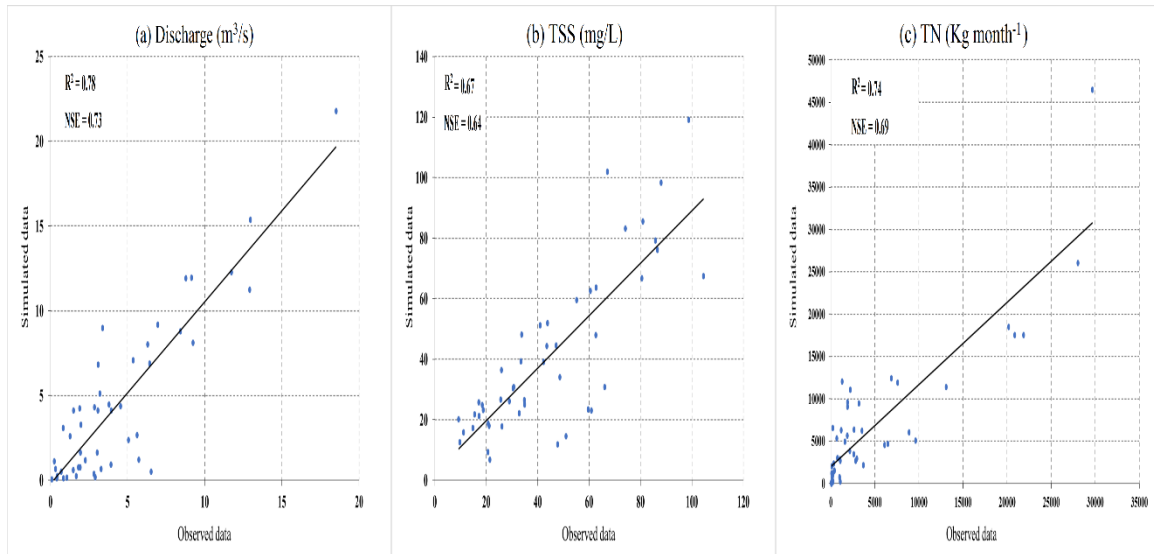 (a) Discharge (m³/s)
25
R² = 0.78
NSE = 0.73
20
15
10
5
0
0 5 10 15 20
Simulated data
Observed data
(b) TSS (mg/L)
140
R² = 0.67
120
NSE = 0.64
100
80
60
40
20
0
0 20 40 60 80 100 120
Simulated data
Observed data
(c) TN (Kg month⁻¹)
50000
R² = 0.74
45000
NSE = 0.69
40000
35000
30000
25000
20000
15000
10000
5000
0
0 5000 10000 15000 20000 25000 30000 35000
Simulated data
Observed data